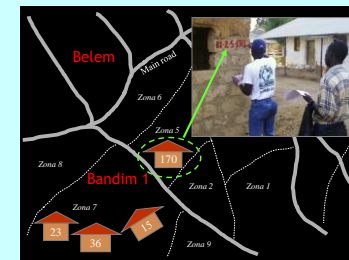 Belem
Main road
Zona 6
Zona 5
170
Zona 8
Bandim 1
Zona 2
Zona 1
Zona 7
23
36
15
Zona 9